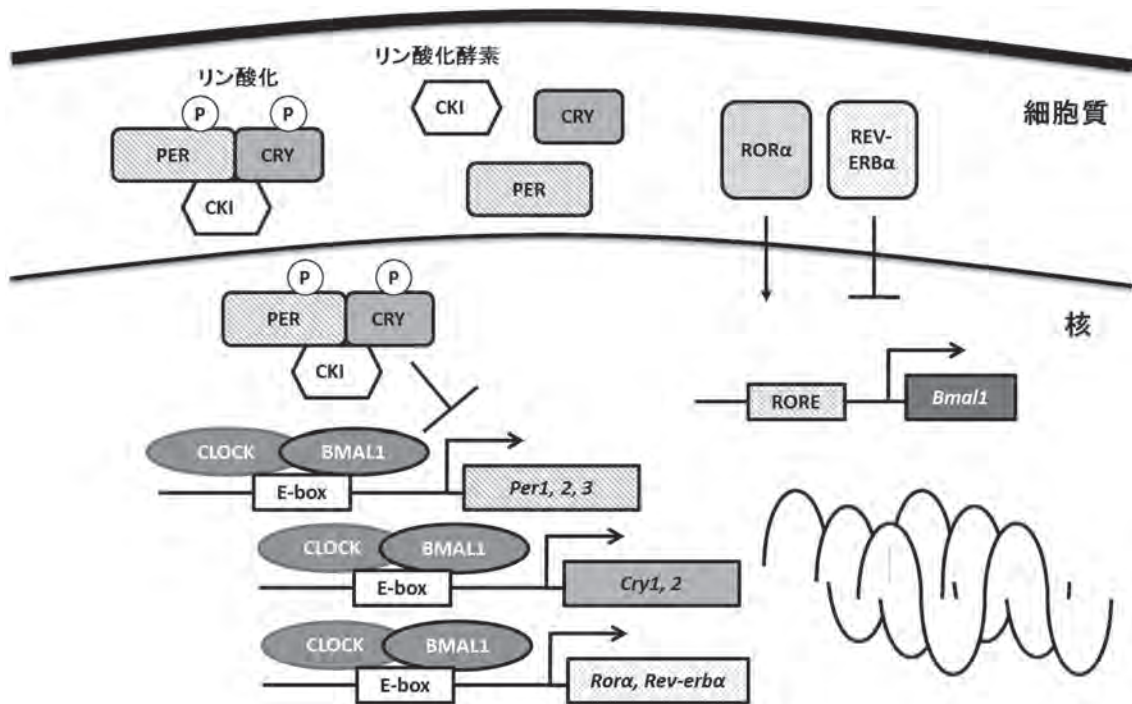 リン酸化酵素
リン酸化
P
P
CKI
CRY
細胞質
PER
CRY
RORα
REV-
ERBα
PER
CKI
P
P
PER
CRY
核
CKI
RORE
Bmal1
CLOCK
BMAL1
E-box
Per1, 2, 3
CLOCK
BMAL1
E-box
Cry1, 2
CLOCK
BMAL1
E-box
Rorα, Rev-erbα